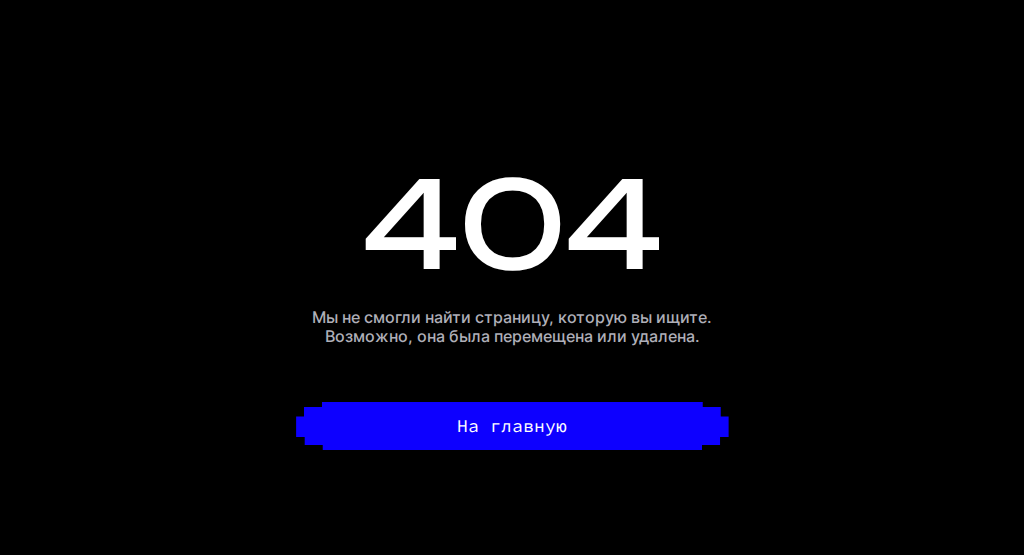 404
Мы не смогли найти страницу, которую вы ищите.
Возможно, она была перемещена или удалена.
На главную